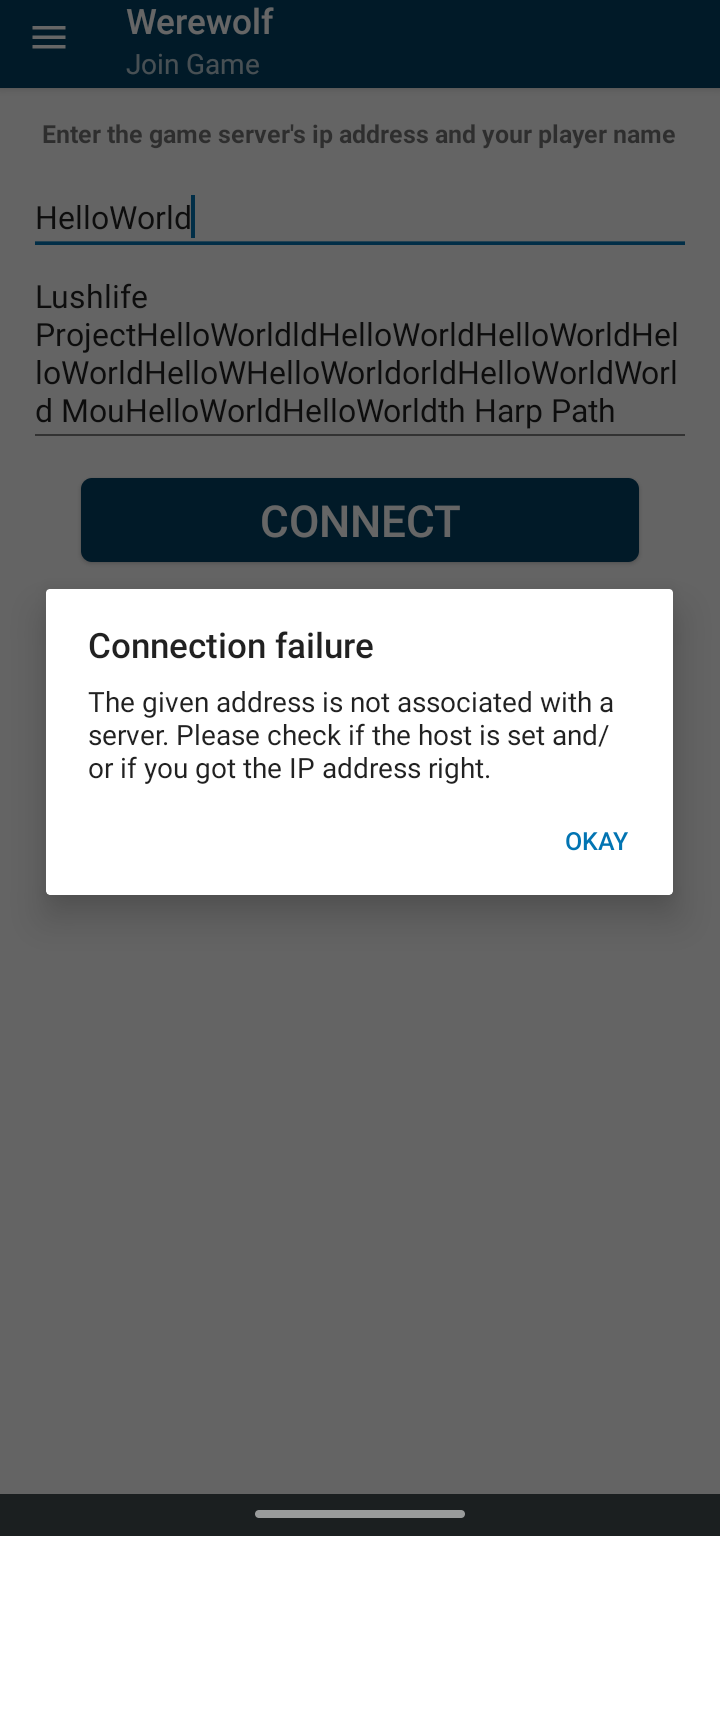 Werewolf
Join Game
Enter the game server's ip address and your player name
HelloWorld
Lushlife
ProjectHelloWorldldHelloWorldHelloWorldHel
loWorldHelloWHelloWorldorldHelloWorldWorl
d MouHelloWorldHelloWorldth Harp Path
CONNECT
Connection failure
The given address is not associated with a
server. Please check if the host is set and/
or if you got the IP address right.
OKAY